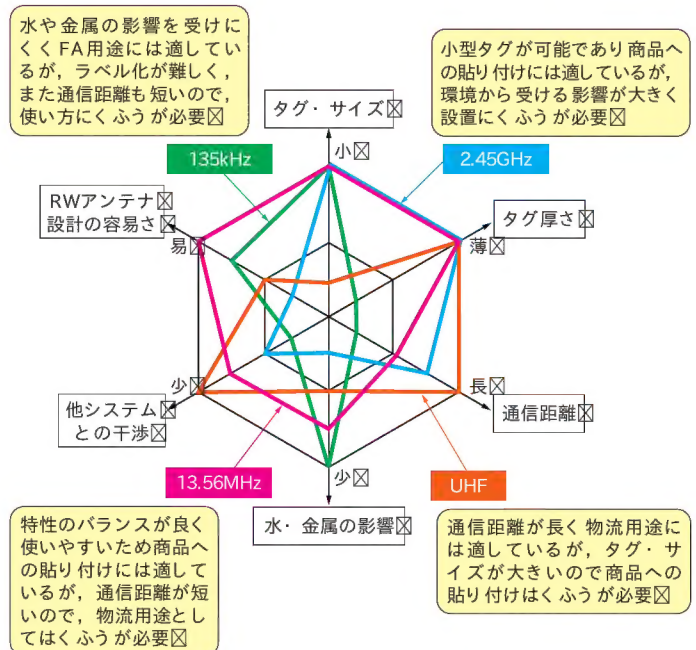 水や金属の影響を受けに
くくFA用途には適してい
るが，ラベル化が難しく，
また通信距離も短いので，
使い方にくふうが必要
小型タグが可能であり商品へ
の貼り付けには適しているが，
環境から受ける影響が大きく
設置にくふうが必要
タグ・サイズ
小
135kHz
2.45GHz
RWアンテナ
設計の容易さ
易
タグ厚さ
薄
少
他システム
との干渉
長
通信距離
13.56MHz
少
UHF
水・金属の影響
特性のバランスが良く
使いやすいため商品へ
の貼り付けには適して
いるが，通信距離が短
いので，物流用途とし
てはくふうが必要
通信距離が長く物流用途に
は適しているが，タグ・サ
イズが大きいので商品への
貼り付けはくふうが必要